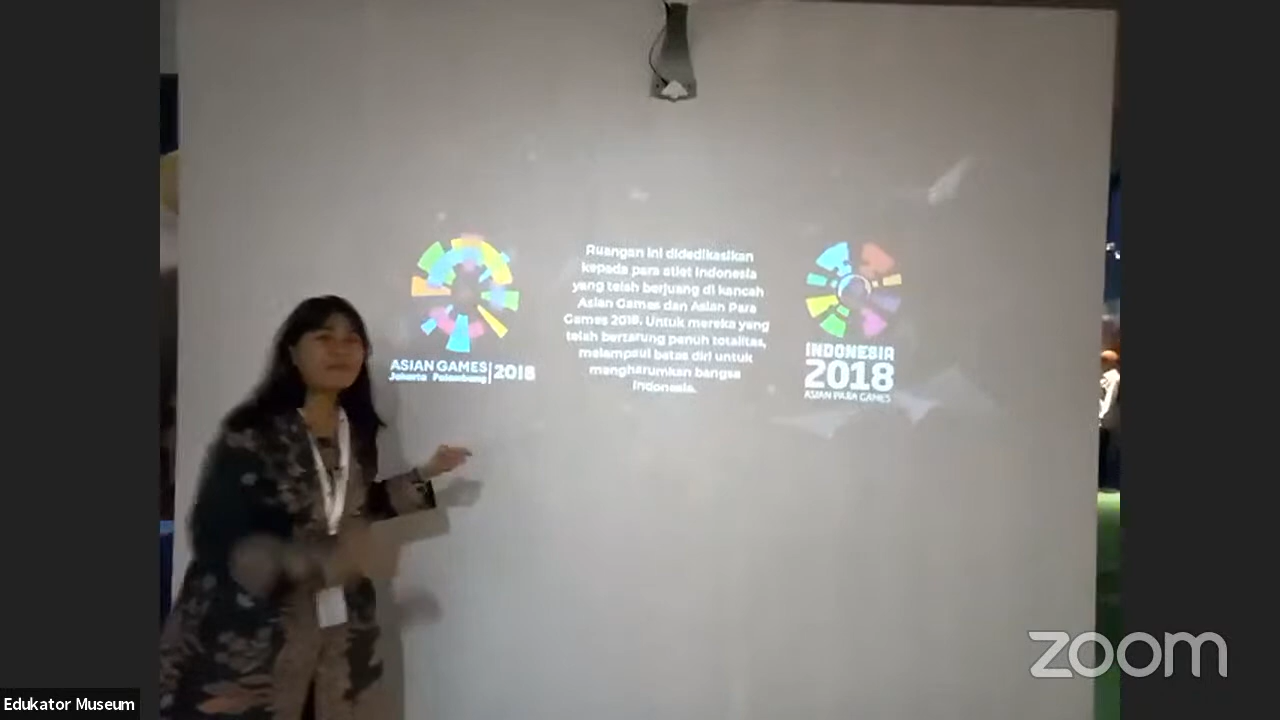 Ruangan ini didedikasikan
kepada para atlet Indonesia
yang telah berjuang di kancah
Asian Games dan Asian Para
Games 2018. Untuk mereka yang
telah bertarung penuh totalitas,
melampaui batas diri untuk
mengharumkan bangsa
Indonesia.
ASIAN GAMES
Jakarta Palembang
2018
INDONESIA
2018
ASIAN PARA GAMES
zoom
Edukator Museum